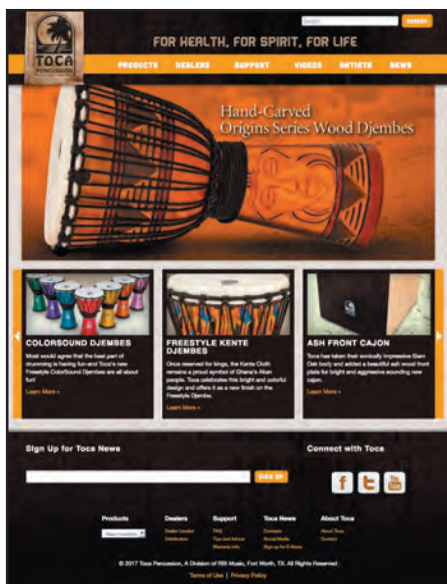 Search
SEARCH
FOR HEALTH, FOR SPIRIT, FOR LIFE
TOCA
PERCUSSION
PRODUCTS DEALERS SUPPORT VIDEOS ARTISTS NEWS
Hand-Carved
Origins Series Wood Djembes
COLORSOUND DJEMBES
Most would agree that the best part of
drumming is having fun and Toca's new
Freestyle ColorSound Djembes are all about
fun!
Learn More »
FREESTYLE KENTE
DJEMBES
Once reserved for kings, the Kente Cloth
remains a proud symbol of Ghana's Akan
people. Toca celebrates this bright and colorful
design and offers it as a new finish on the
Freestyle Djembe.
Learn More »
ASH FRONT CAJON
Toca has taken their sonically impressive Siam
Oak body and added a beautiful ash wood front
plate for bright and aggressive sounding new
cajon.
Learn More »
Sign Up for Toca News
SIGN UP
Connect with Toca
f t You Tube
Products
Dealers
Dealer Locator
Distribution
Support
FAQ
Tips and Advice
Warranty Info
Toca News
Contests
Social Media
Sign up for E-News
About Toca
About Toca
Contact
© 2017 Toca Percussion, A Division of RBI Music, Fort Worth, TX. All Rights Reserved
Terms of Use | Privacy Policy